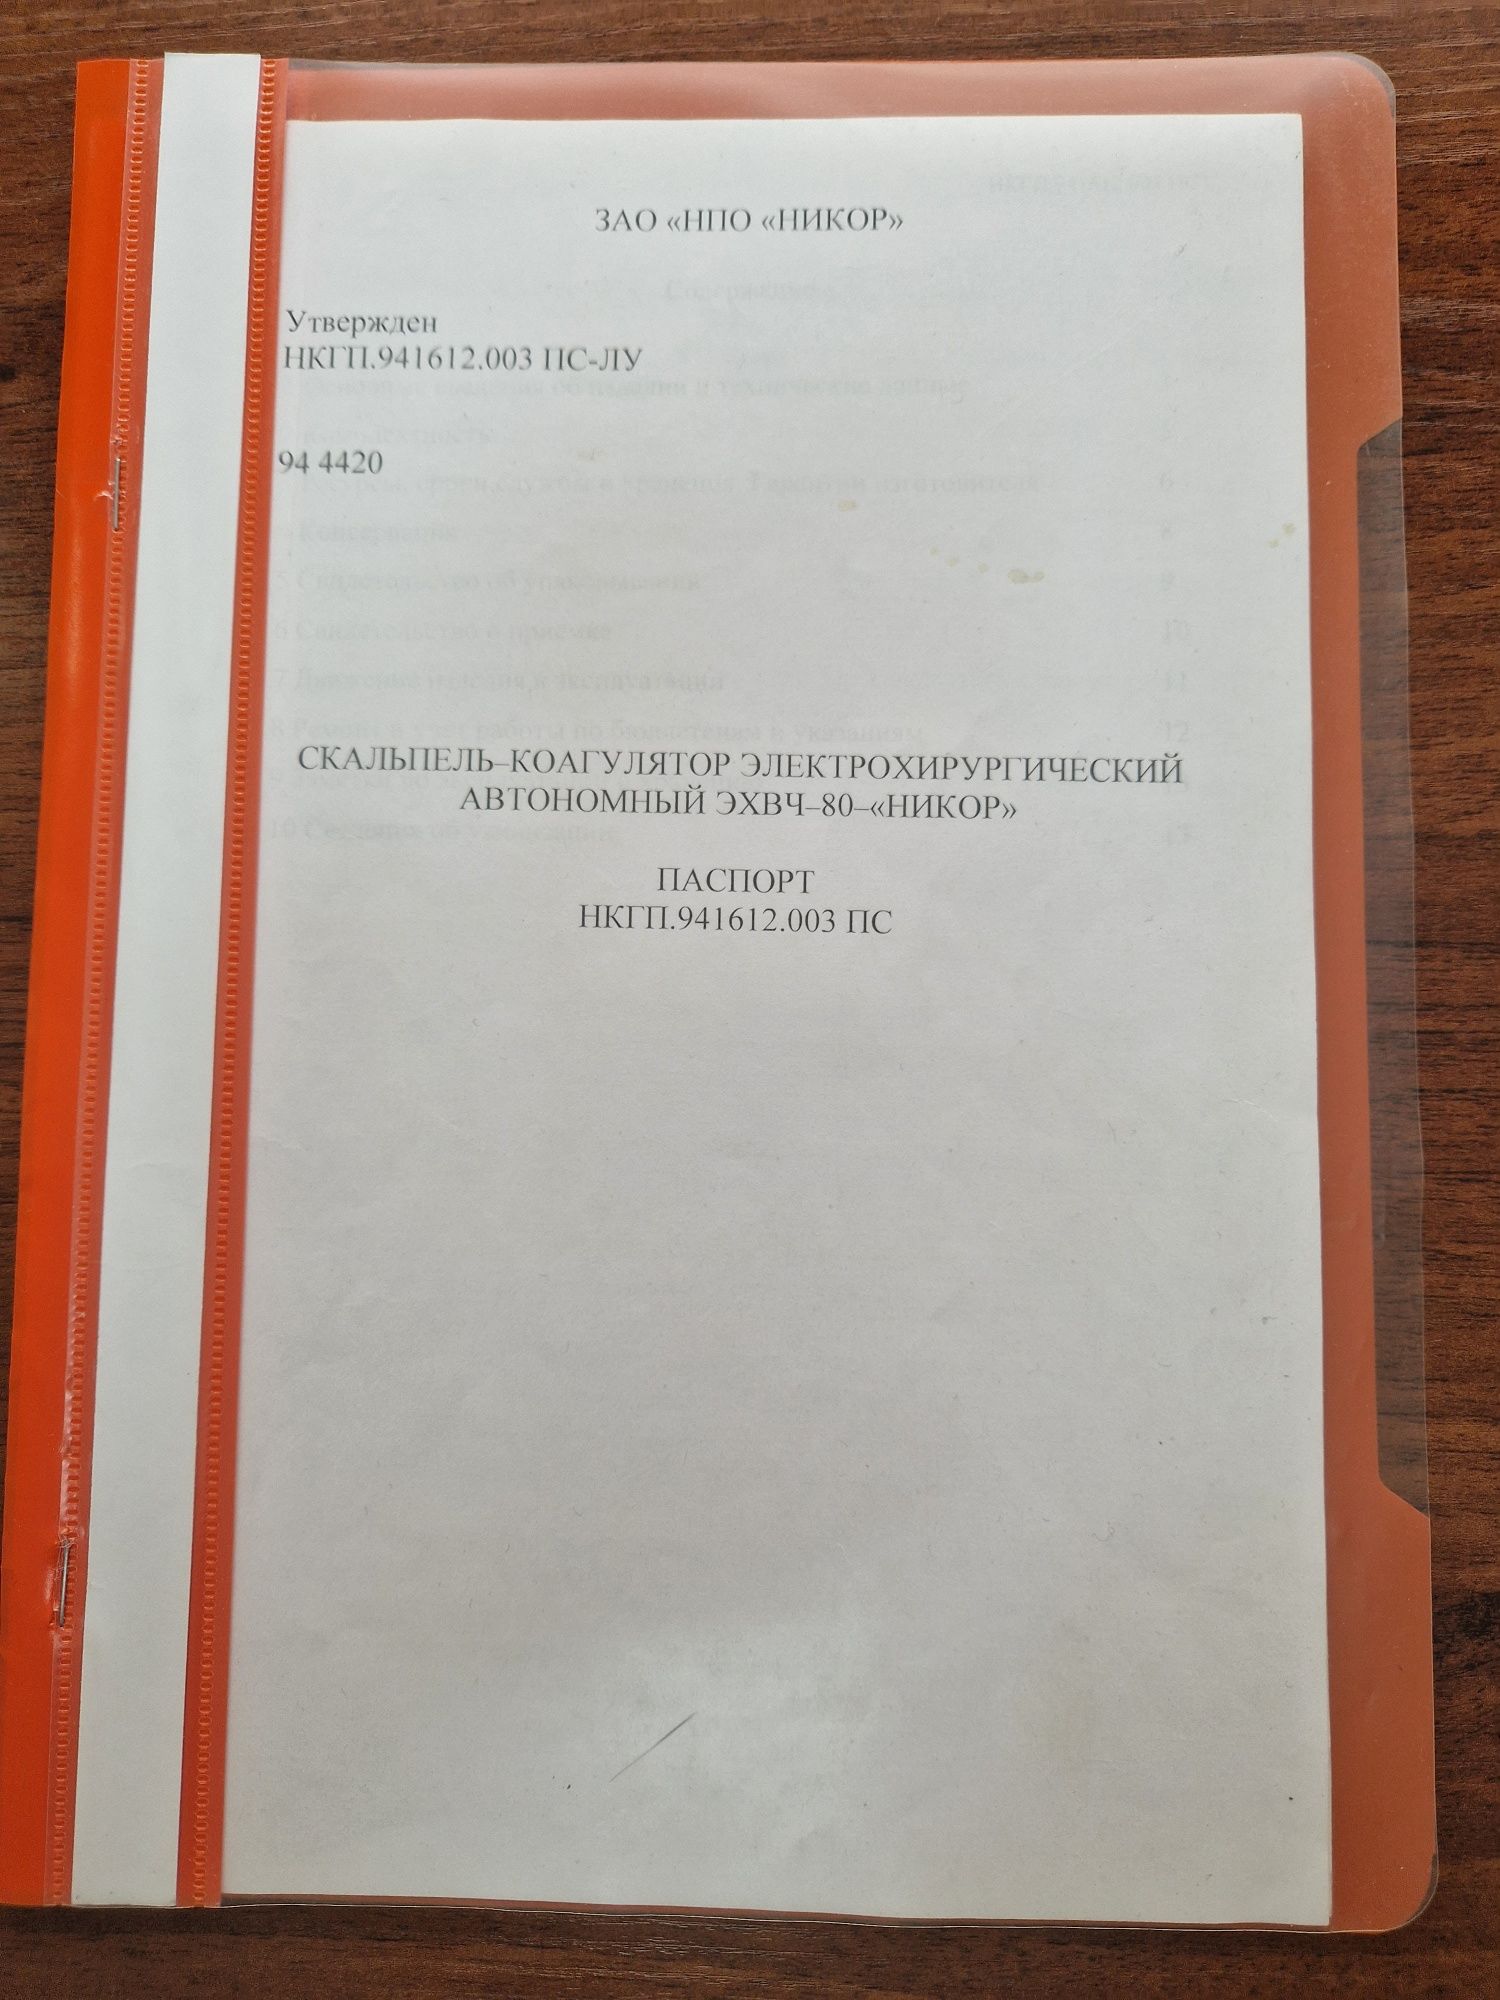 ЗАО «НПО «НИКОР»
Утвержден
НКГП.941612.003 ПС-ЛУ
94 4420
СКАЛЬПЕЛЬ–КОАГУЛЯТОР ЭЛЕКТРОХИРУРГИЧЕСКИЙ
АВТОНОМНЫЙ ЭХВЧ–80–«НИКОР»
ПАСПОРТ
НКГП.941612.003 ПС